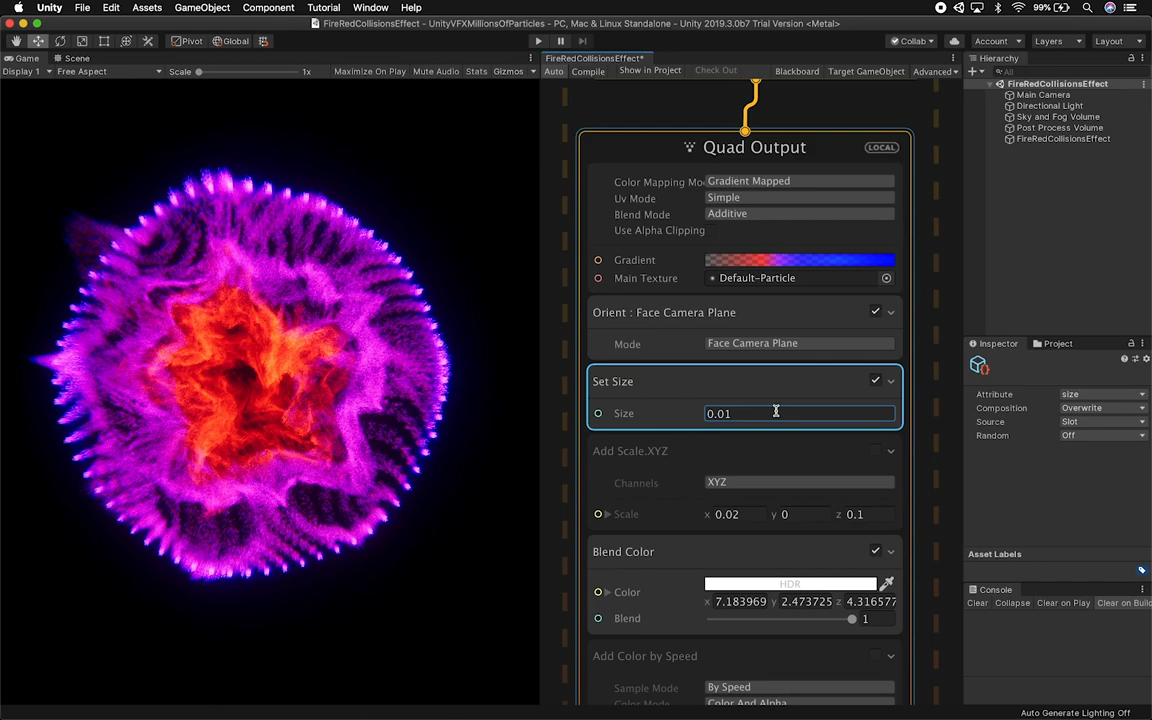 Unity File Edit Assets GameObject Component Tutorial Window Help 99%
FireRedCollisionsEffect - UnityVFXMillionsOfParticles - PC, Mac & Linux Standalone - Unity 2019.3.0b7 Trial Version <Metal>
Pivot Global Collab Account Layers Layout
Game Scene FireRedCollisionsEffect* Hierarchy
Display 1 Free Aspect Scale 1x Maximize On Play Mute Audio Stats Gizmos Auto Compile Show in Project Check Out Blackboard Target GameObject Advanced All
FireRedCollisionsEffect
Main Camera
Directional Light
Sky and Fog Volume
Post Process Volume
FireRedCollisionsEffect
Quad Output LOCAL
Color Mapping Mo Gradient Mapped
Uv Mode Simple
Blend Mode Additive
Use Alpha Clipping
Gradient
Main Texture Default-Particle
Orient : Face Camera Plane
Mode Face Camera Plane
Set Size
Size 0.01
Add Scale.XYZ
Channels XYZ
Scale x 0.02 y 0 z 0.1
Blend Color
HDR
Color
x 7.183969 y 2.473725 z 4.316577
Blend 1
Add Color by Speed
Sample Mode By Speed
Color Mode Color And Alpha
Inspector Project
Attribute size
Composition Overwrite
Source Slot
Random Off
Asset Labels
Console
Clear Collapse Clear on Play Clear on Build
Auto Generate Lighting Off